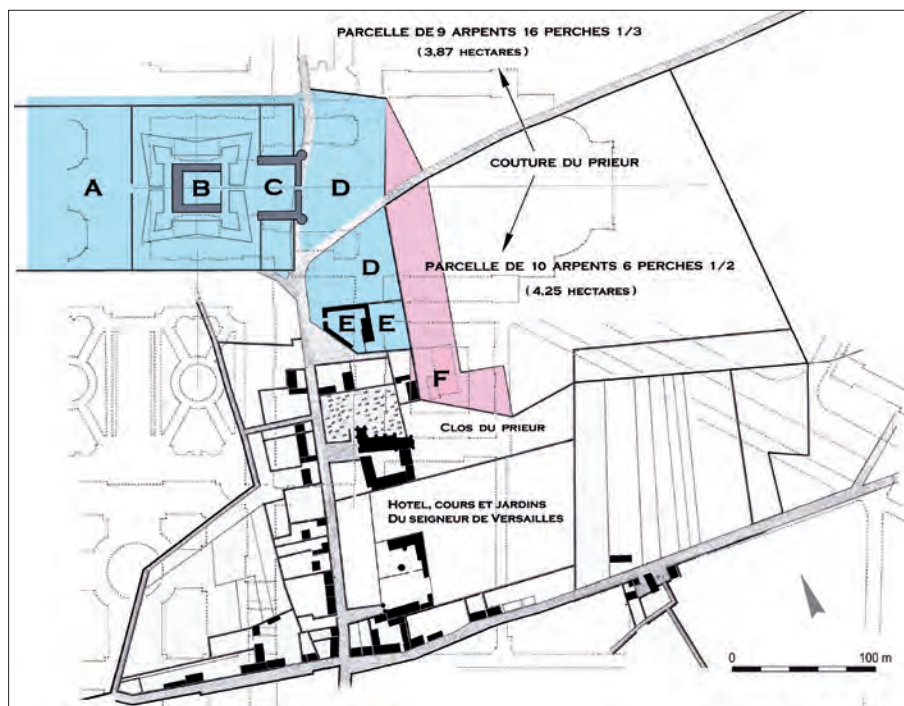 PARCELLE DE 9 ARPENTS 16 PERCHES 1/3
(3,87 HECTARES)
COUTURE DU PRIEUR
A
B
C
D
D
PARCELLE DE 10 ARPENTS 6 PERCHES 1/2
(4,25 HECTARES)
E
E
F
CLOS DU PRIEUR
HOTEL, COURS ET JARDINS
DU SEIGNEUR DE VERSAILLES
0
100 m